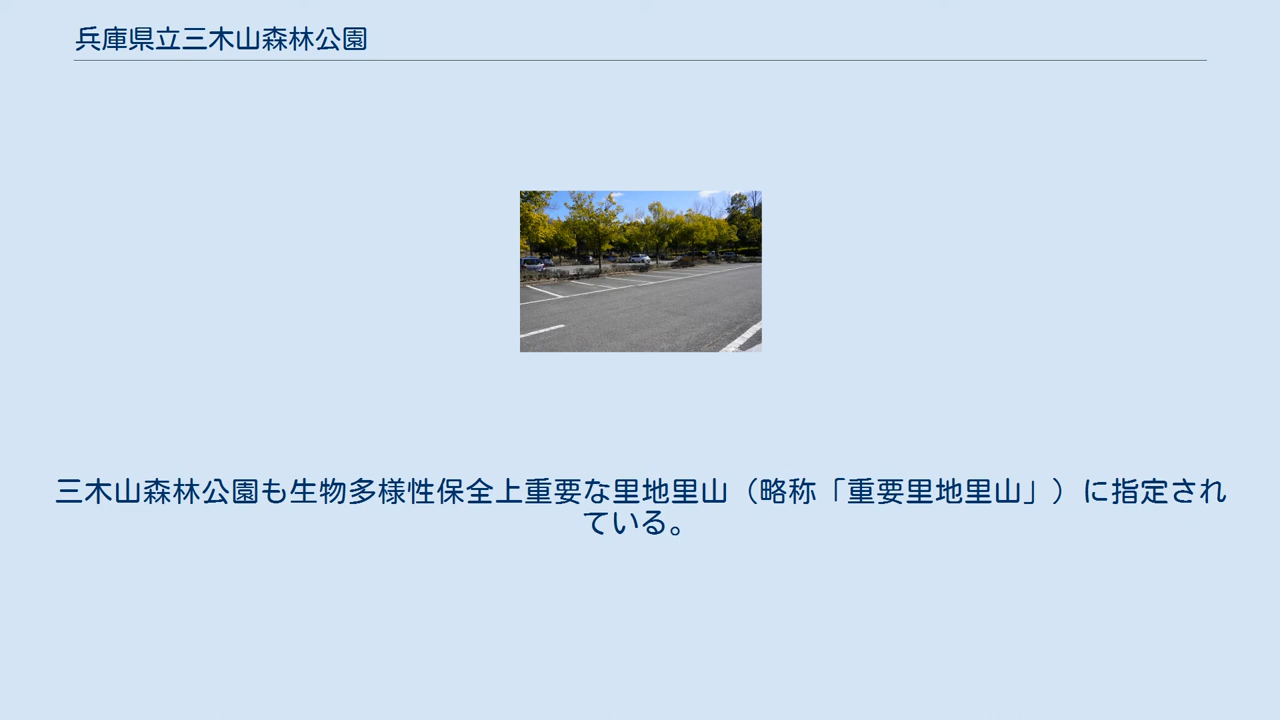 兵庫県立三木山森林公園
三木山森林公園も生物多様性保全上重要な里地里山（略称「重要里地里山」）に指定され
ている。